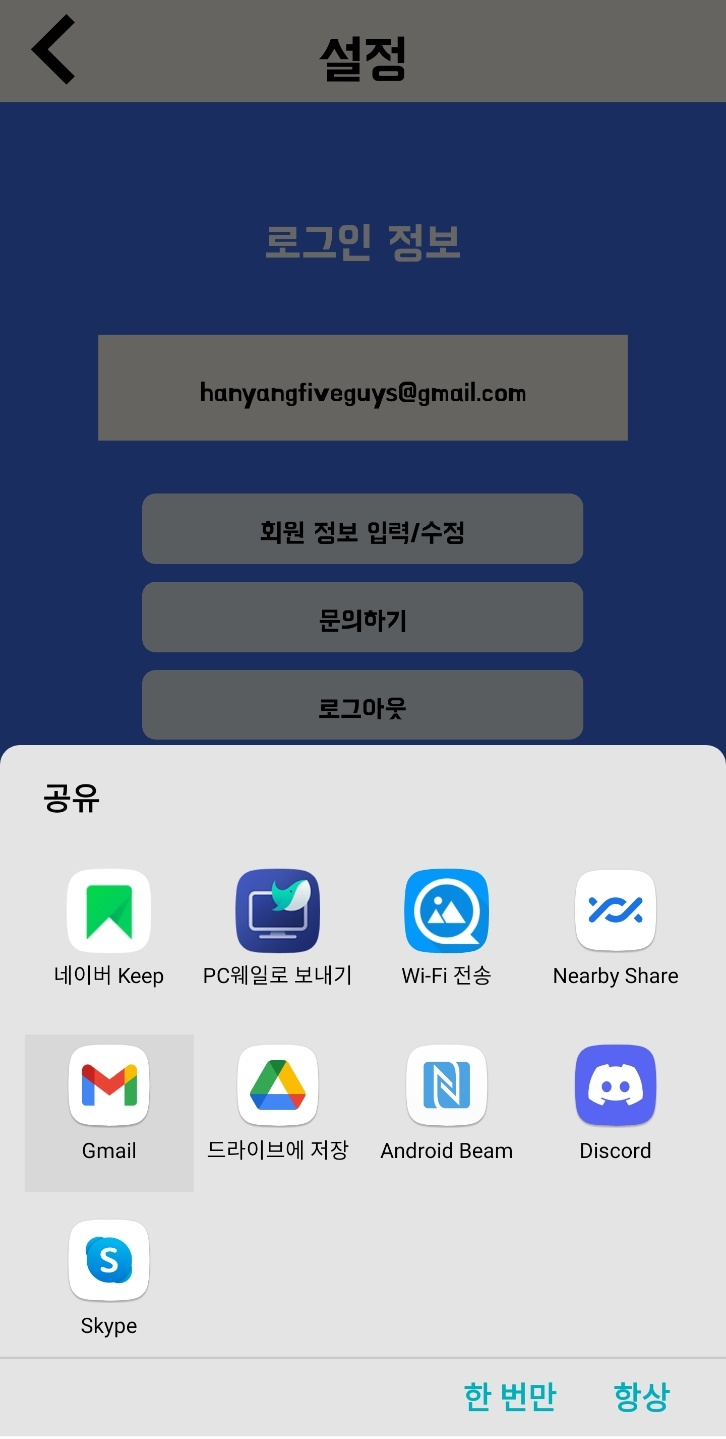 설정
로그인 정보
hanyangfiveguys@gmail.com
회원 정보 입력/수정
문의하기
로그아웃
공유
네이버 Keep
PC웨일로 보내기
Wi-Fi 전송
Nearby Share
Gmail
드라이브에 저장
Android Beam
Discord
Skype
한 번만
항상